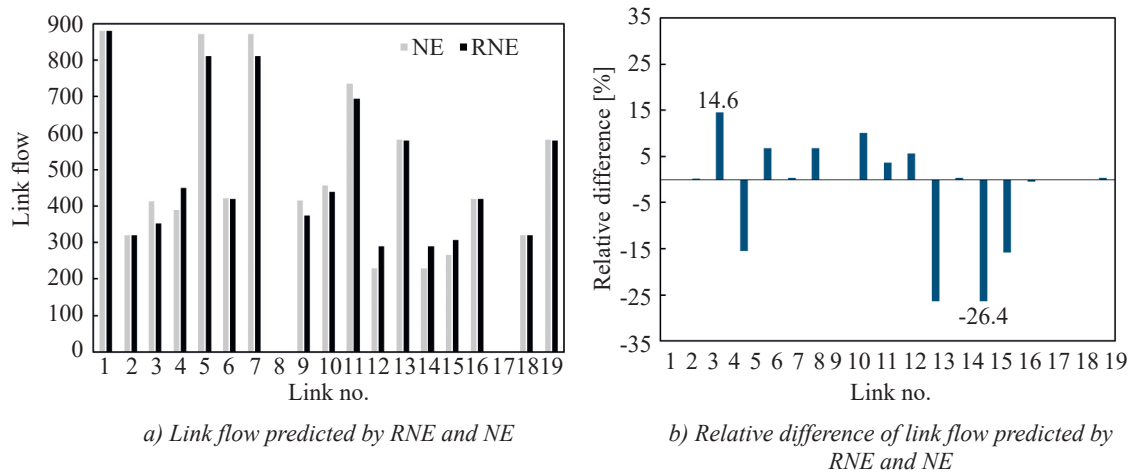 900
800
700
600
500
400
300
200
100
0
Link flow
NE RNE
1 2 3 4 5 6 7 8 9 10 11 12 13 14 15 16 17 18 19
Link no.
a) Link flow predicted by RNE and NE
35
25
15
5
-5
-15
-25
-35
Relative difference [%]
14.6
-26.4
1 2 3 4 5 6 7 8 9 10 11 12 13 14 15 16 17 18 19
Link no.
b) Relative difference of link flow predicted by
RNE and NE